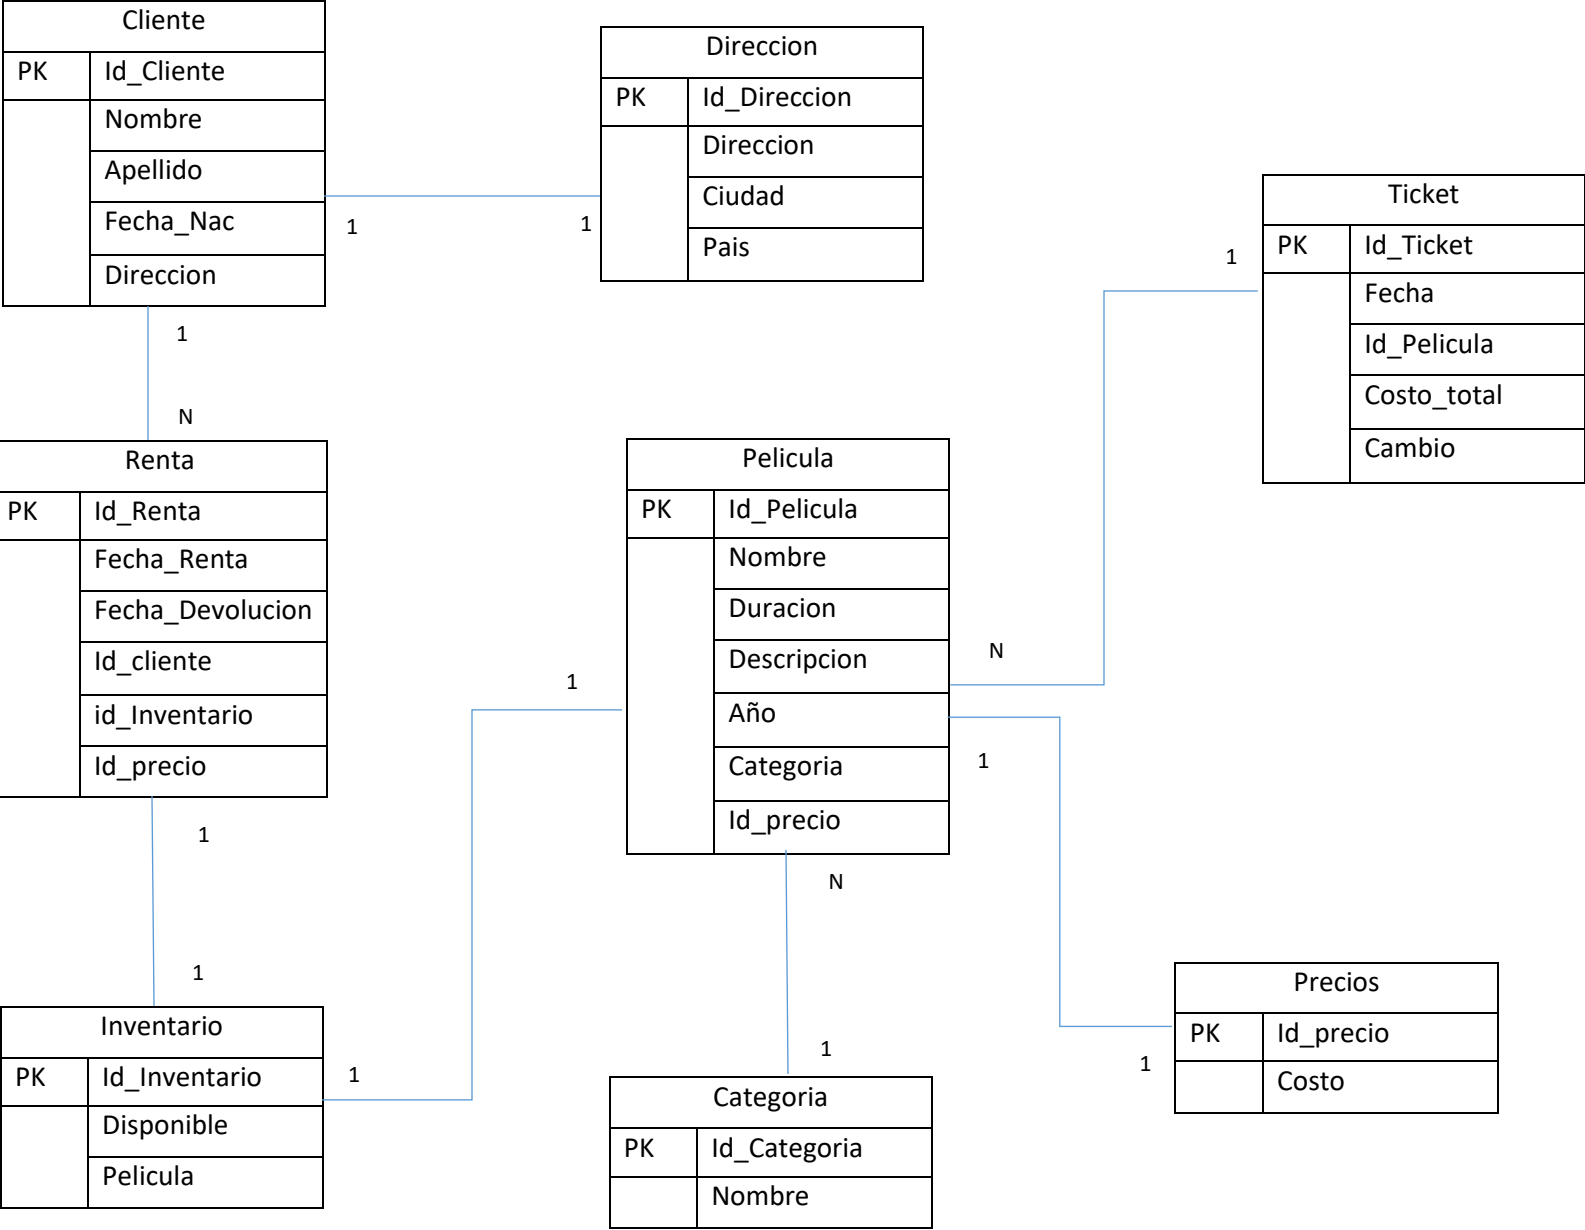 Cliente
PK Id_Cliente
Nombre
Apellido
Fecha_Nac
Direccion
1
1
Direccion
PK Id_Direccion
Direccion
Ciudad
Pais
1
N
Ticket
PK Id_Ticket
Fecha
Id_Pelicula
Costo_total
Cambio
1
Renta
PK Id_Renta
Fecha_Renta
Fecha_Devolucion
Id_cliente
id_Inventario
Id_precio
1
1
Pelicula
PK Id_Pelicula
Nombre
Duracion
Descripcion
Año
Categoria
Id_precio
N
1
1
N
1
Inventario
PK Id_Inventario
Disponible
Pelicula
1
Categoria
PK Id_Categoria
Nombre
Precios
PK Id_precio
Costo
1